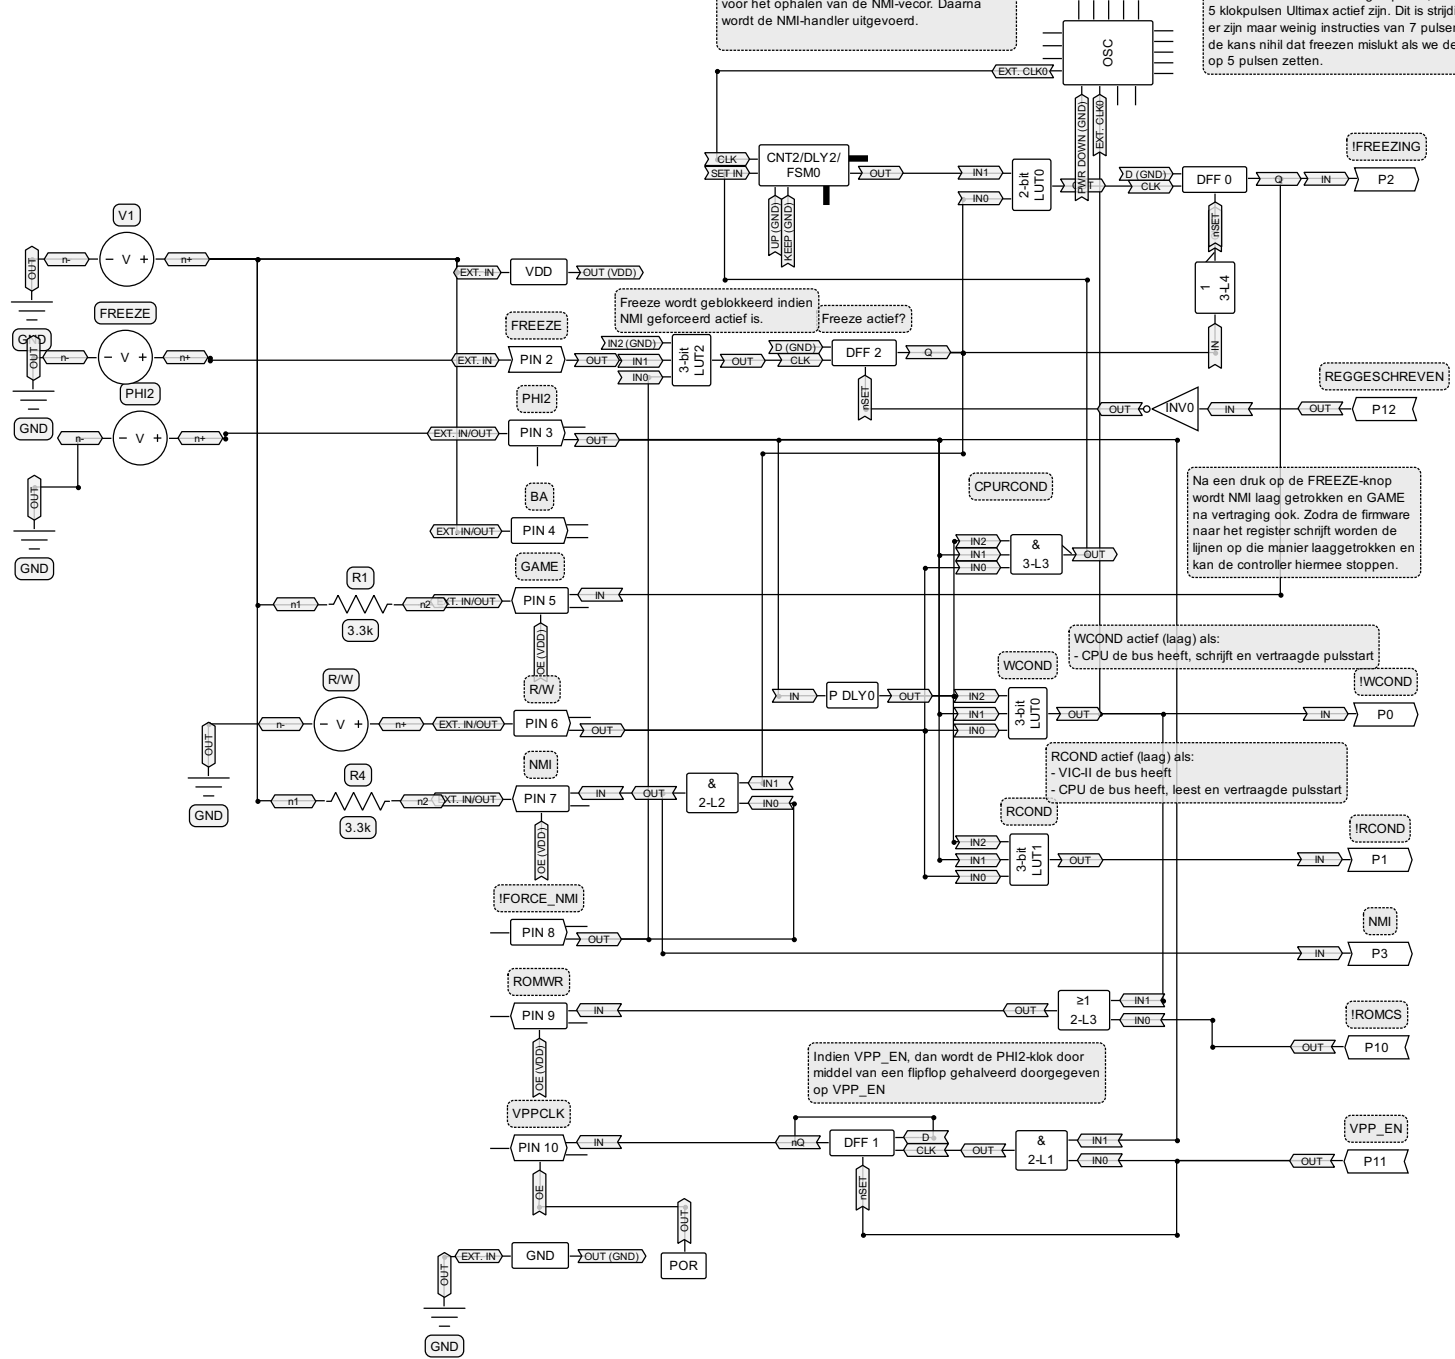 voor het ophalen van de NMI-vecor. Daarna
wordt de NMI-handler uitgevoerd.
5 klokpulsen Ultimax actief zijn. Dit is strijd
er zijn maar weinig instructies van 7 pulsen
de kans nihil dat freezen mislukt als we de
op 5 pulsen zetten.
OSC
EXT. CLK0
PWR DOWN (GND)
EXT. CLK0
CLK
SET IN
CNT2/DLY2/
FSM0
OUT
UP (GND)
KEEP (GND)
IN1
IN0
2-bit
LUT0
D (GND)
CLK
DFF 0
Q
IN
!FREEZING
P2
nSET
1
3-L4
IN
V1
OUT
n-
− V +
n+
GND
EXT. IN
VDD
OUT (VDD)
Freeze wordt geblokkeerd indien
NMI geforceerd actief is.
Freeze actief?
FREEZE
OUT
n-
− V +
n+
GND
FREEZE
EXT. IN
PIN 2
OUT
IN2 (GND)
IN1
IN0
3-bit
LUT2
OUT
D (GND)
CLK
DFF 2
Q
nSET
REGGESCHREVEN
OUT
INV0
IN
OUT
P12
PHI2
n-
− V +
n+
OUT
GND
PHI2
EXT. IN/OUT
PIN 3
OUT
BA
EXT. IN/OUT
PIN 4
CPURCOND
IN2
IN1
IN0
&
3-L3
OUT
Na een druk op de FREEZE-knop
wordt NMI laag getrokken en GAME
na vertraging ook. Zodra de firmware
naar het register schrijft worden de
lijnen op die manier laaggetrokken en
kan de controller hiermee stoppen.
GAME
R1
n1
n2
3.3k
PIN 5
IN
OE (VDD)
WCOND actief (laag) als:
- CPU de bus heeft, schrijft en vertraagde pulsstart
R/W
OUT
GND
n-
− V +
n+
EXT. IN/OUT
R/W
PIN 6
OUT
IN
P DLY0
OUT
WCOND
IN2
IN1
IN0
3-bit
LUT0
OUT
!WCOND
IN
P0
RCOND actief (laag) als:
- VIC-II de bus heeft
- CPU de bus heeft, leest en vertraagde pulsstart
NMI
R4
n1
n2
3.3k
PIN 7
IN
OE (VDD)
OUT
&
2-L2
IN1
IN0
RCOND
IN2
IN1
IN0
3-bit
LUT1
OUT
!RCOND
IN
P1
!FORCE_NMI
PIN 8
OUT
NMI
IN
P3
ROMWR
PIN 9
IN
OE (VDD)
OUT
≥1
2-L3
IN1
IN0
!ROMCS
OUT
P10
Indien VPP_EN, dan wordt de PHI2-klok door
middel van een flipflop gehalveerd doorgegeven
op VPP_EN
VPPCLK
PIN 10
IN
OE
nQ
DFF 1
D
CLK
nSET
OUT
&
2-L1
IN1
IN0
VPP_EN
OUT
P11
OUT
POR
EXT. IN
GND
OUT (GND)
OUT
GND